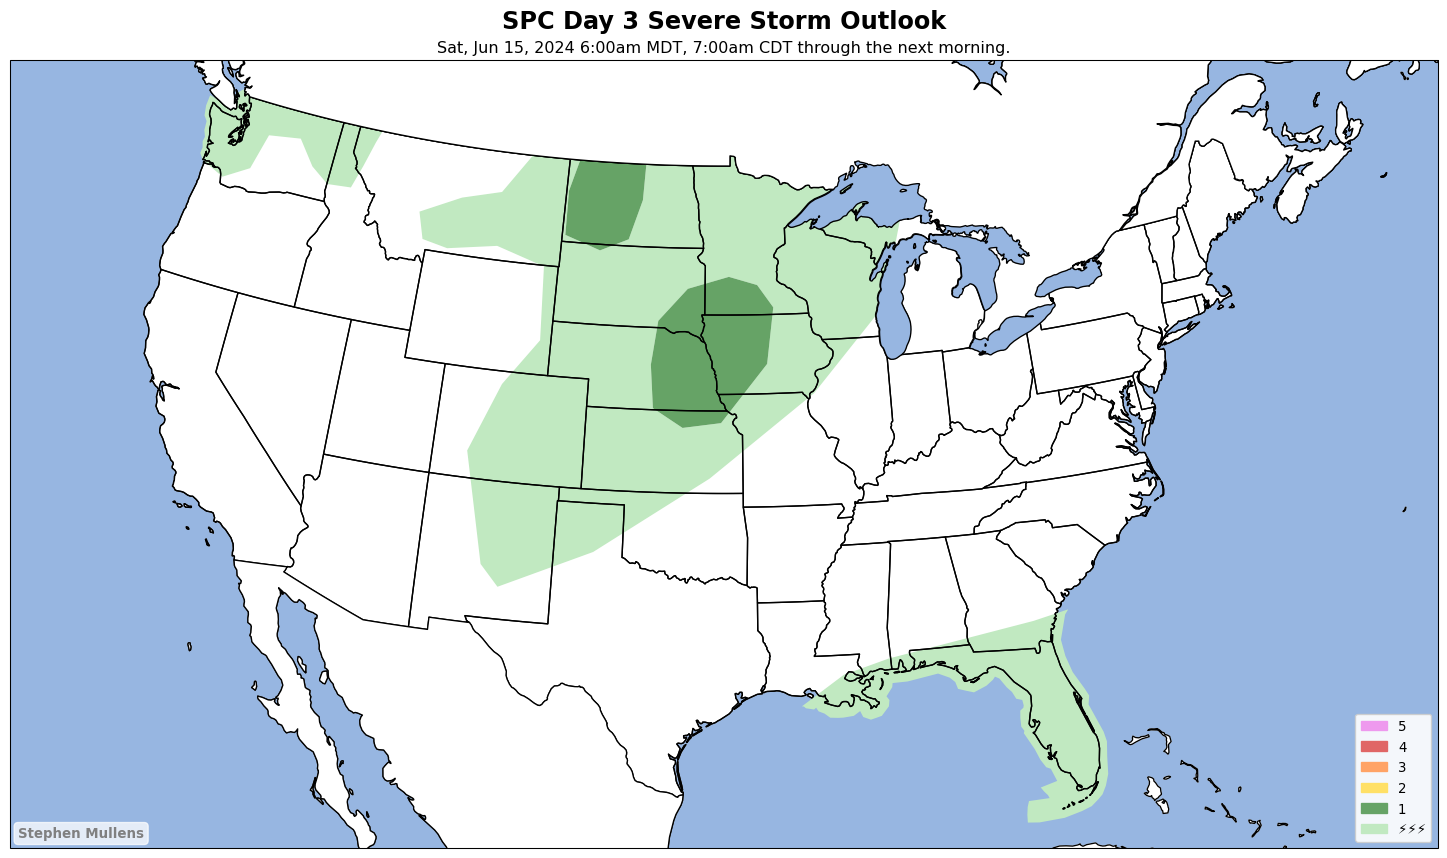 SPC Day 3 Severe Storm Outlook
Sat, Jun 15, 2024 6:00am MDT, 7:00am CDT through the next morning.
5
4
3
2
1
⚡⚡⚡
Stephen Mullens